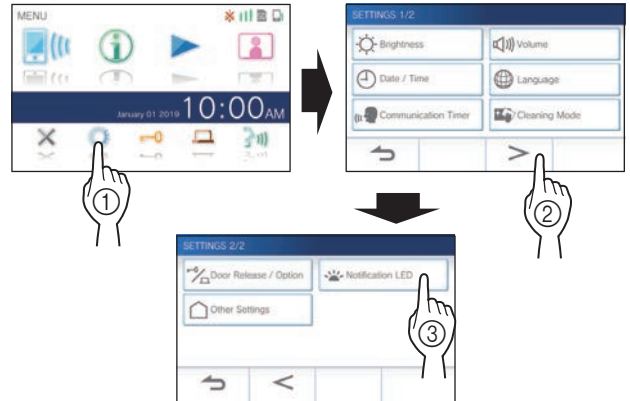 MENU
January 01 2019 10:00AM
①
SETTINGS 1/2
Brightness
Volume
Date / Time
Language
Communication Timer
Cleaning Mode
②
SETTINGS 2/2
Door Release / Option
Notification LED
Other Settings
③